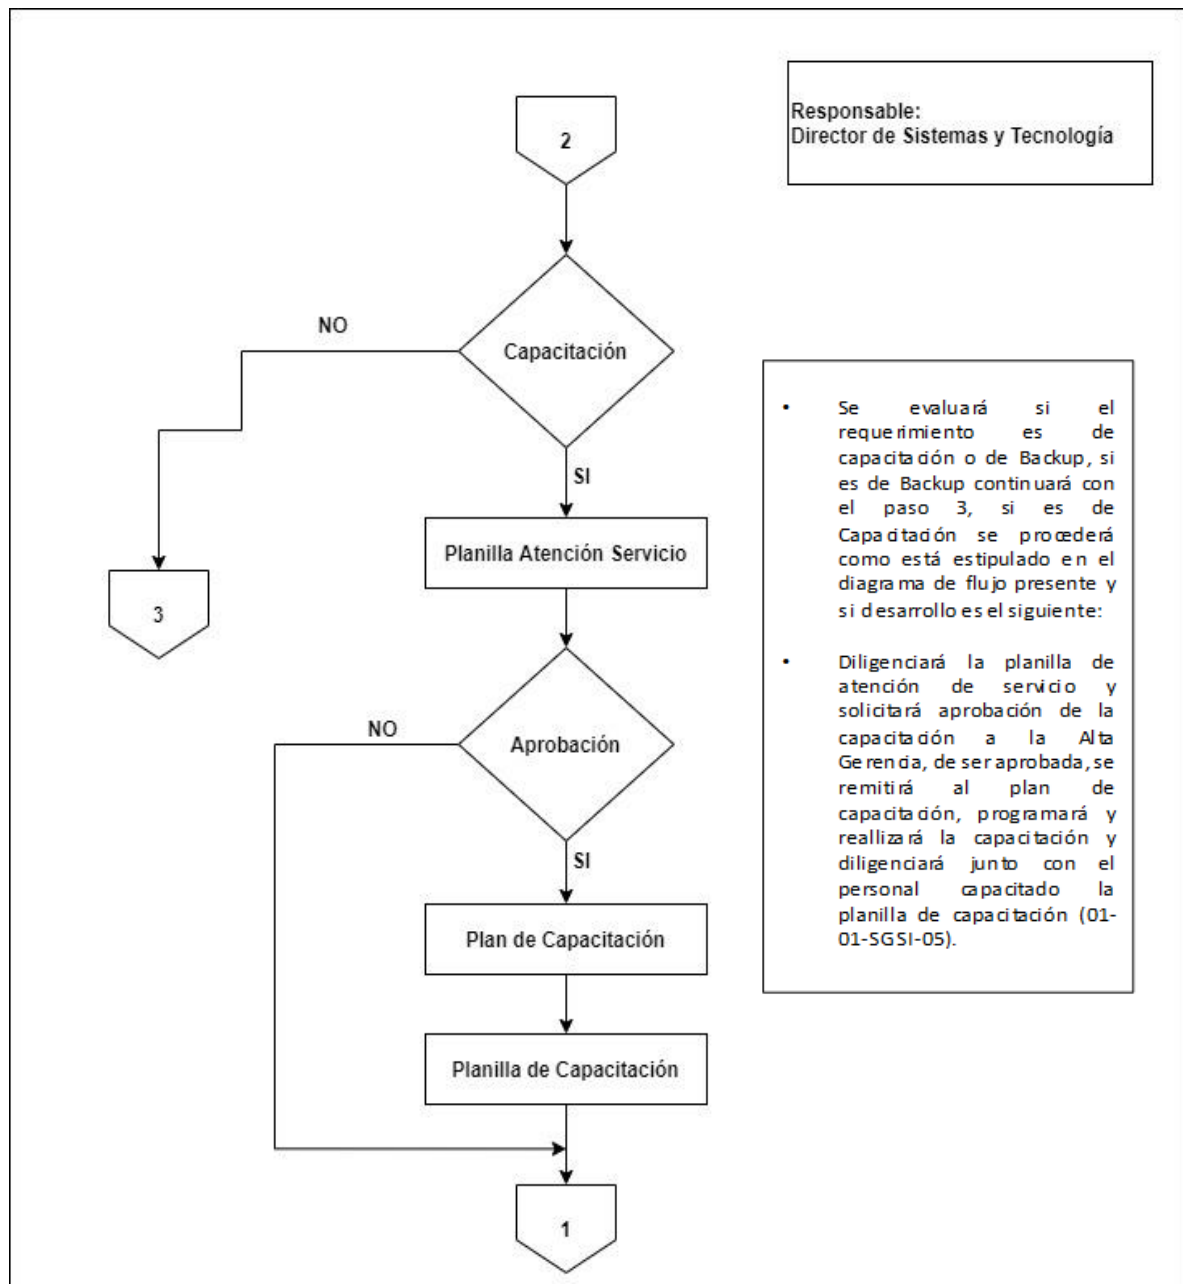 Responsable:
Director de Sistemas y Tecnología
2
Capacitación
NO
SI
Planilla Atención Servicio
3
Aprobación
NO
SI
Plan de Capacitación
Planilla de Capacitación
1
• Se evaluará si el
requerimiento es de
capacitación o de Backup, si
es de Backup continuará con
el paso 3, si es de
Capacitación se procederá
como está estipulado en el
diagrama de flujo presente y
si desarrollo es el siguiente:
• Diligenciará la planilla de
atención de servicio y
solicitará aprobación de la
capacitación a la Alta
Gerencia, de ser aprobada, se
remitirá al plan de
capacitación, programará y
reallizará la capacitación y
diligenciará junto con el
personal capacitado la
planilla de capacitación (01-
01-SGSI-05).